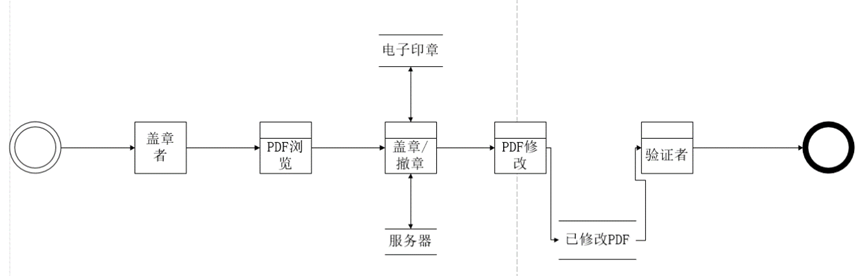 电子印章
盖章
者
PDF浏
览
盖章/
撤章
PDF修
改
验证者
服务器
已修改PDF